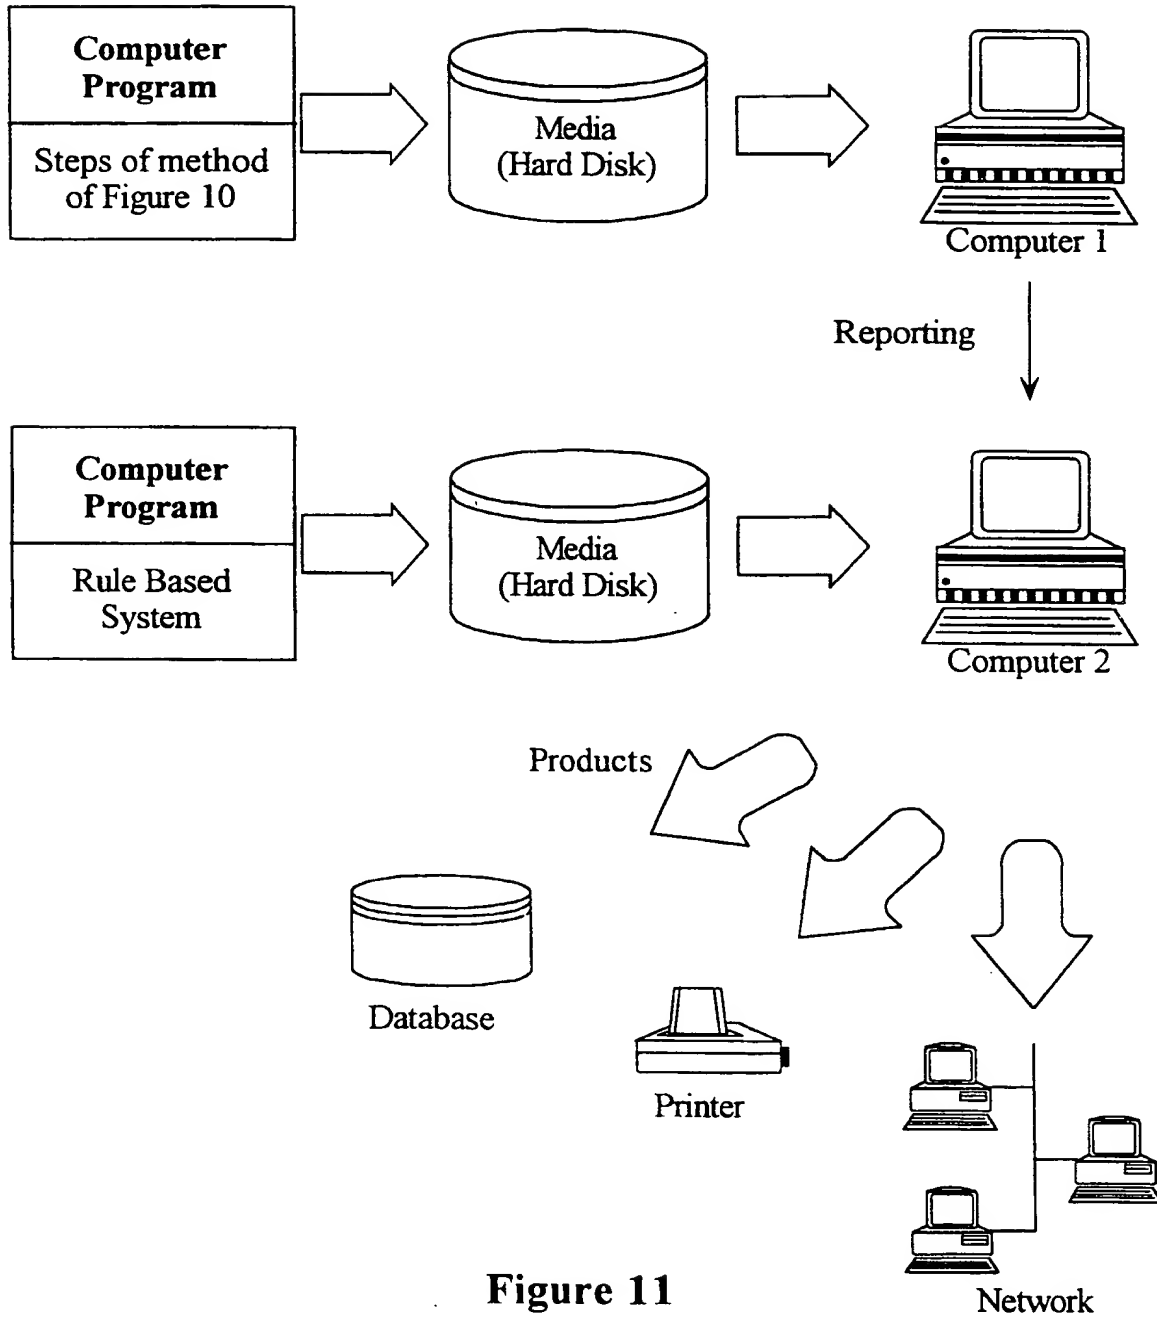 Computer
Program
Steps of method
of Figure 10
Media
(Hard Disk)
Computer 1
Reporting
Computer
Program
Rule Based
System
Media
(Hard Disk)
Computer 2
Products
Database
Printer
Network
Figure 11